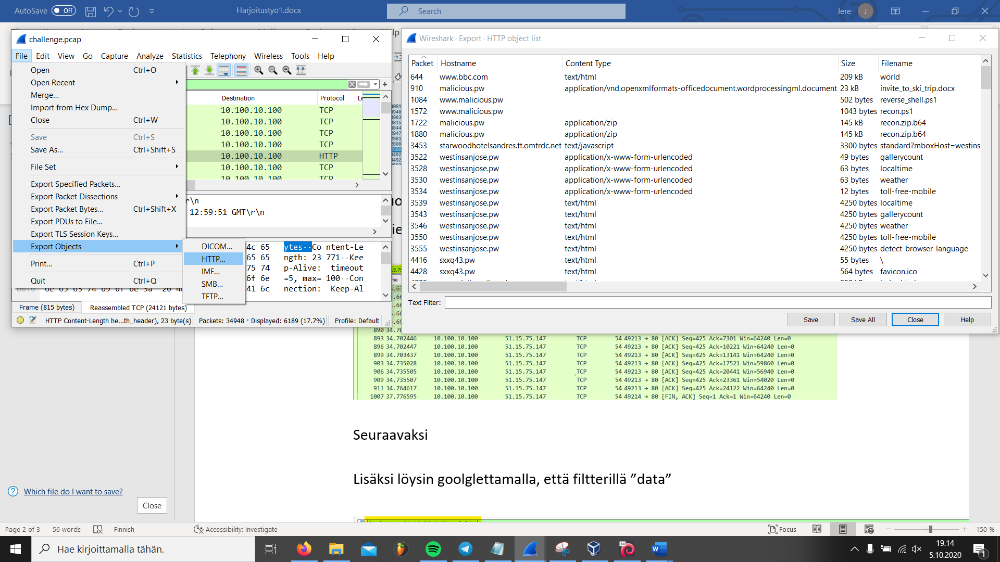 AutoSave Off
Harjoitustyö1.docx
Search
Jere J
challenge.pcap
File Edit View Go Capture Analyze Statistics Telephony Wireless Tools Help
Open Ctrl+O
Open Recent
Merge...
Import from Hex Dump...
Close Ctrl+W
Save Ctrl+S
Save As... Ctrl+Shift+S
File Set
Export Specified Packets...
Export Packet Dissections
Export Packet Bytes... Ctrl+Shift+X
Export PDUs to File...
Export TLS Session Keys...
Export Objects
Print... Ctrl+P
Quit Ctrl+Q
DICOM...
HTTP...
IMF...
SMB...
TFTP...
Destination Protocol Le
10.100.10.100 TCP
10.100.10.100 TCP
10.100.10.100 TCP
10.100.10.100 TCP
10.100.10.100 HTTP
10.100.10.100 TCP
10.100.10.100 TCP
r\n
12:59:51 GMT\r\n
4c 65 ytes··Co ntent-Le
65 65 ngth: 23 771··Kee
75 74 p-Alive: timeout
6f 6e =5, max= 100··Con
41 6c nection: Keep-Al
Frame (815 bytes) Reassembled TCP (24121 bytes)
HTTP Content-Length he...th_header), 23 byte(s) Packets: 34948 · Displayed: 6189 (17.7%) Profile: Default
Wireshark · Export · HTTP object list
Packet Hostname Content Type Size Filename
644 www.bbc.com text/html 209 kB world
910 malicious.pw application/vnd.openxmlformats-officedocument.wordprocessingml.document 23 kB invite_to_ski_trip.docx
1084 www.malicious.pw 502 bytes reverse_shell.ps1
1572 www.malicious.pw 1043 bytes recon.ps1
1722 malicious.pw application/zip 145 kB recon.zip.b64
1880 malicious.pw application/zip 145 kB recon.zip.b64
3453 starwoodhotelsandres.tt.omtrdc.net text/javascript 3300 bytes standard?mboxHost=westins
3522 westinsanjose.pw application/x-www-form-urlencoded 49 bytes gallerycount
3528 westinsanjose.pw application/x-www-form-urlencoded 63 bytes localtime
3530 westinsanjose.pw application/x-www-form-urlencoded 63 bytes weather
3534 westinsanjose.pw application/x-www-form-urlencoded 12 bytes toll-free-mobile
3539 westinsanjose.pw text/html 4250 bytes localtime
3543 westinsanjose.pw text/html 4250 bytes gallerycount
3546 westinsanjose.pw text/html 4250 bytes weather
3550 westinsanjose.pw text/html 4250 bytes toll-free-mobile
3555 westinsanjose.pw text/html 4250 bytes detect-browser-language
4416 sxxq43.pw 55 bytes \
4428 sxxq43.pw 564 bytes favicon.ico
Text Filter:
Save Save All Close Help
893 34.702446 10.100.10.100 51.15.75.147 TCP 54 49213 → 80 [ACK] Seq=425 Ack=7301 Win=64240 Len=0
896 34.702447 10.100.10.100 51.15.75.147 TCP 54 49213 → 80 [ACK] Seq=425 Ack=10221 Win=64240 Len=0
899 34.703437 10.100.10.100 51.15.75.147 TCP 54 49213 → 80 [ACK] Seq=425 Ack=13141 Win=64240 Len=0
903 34.735028 10.100.10.100 51.15.75.147 TCP 54 49213 → 80 [ACK] Seq=425 Ack=17521 Win=59860 Len=0
906 34.735505 10.100.10.100 51.15.75.147 TCP 54 49213 → 80 [ACK] Seq=425 Ack=20441 Win=56940 Len=0
909 34.735507 10.100.10.100 51.15.75.147 TCP 54 49213 → 80 [ACK] Seq=425 Ack=23361 Win=54020 Len=0
911 34.764617 10.100.10.100 51.15.75.147 TCP 54 49213 → 80 [ACK] Seq=425 Ack=24122 Win=64240 Len=0
1007 37.776595 10.100.10.100 51.15.75.147 TCP 54 49214 → 80 [FIN, ACK] Seq=1 Ack=1 Win=64240 Len=0
Seuraavaksi
Lisäksi löysin goolglettamalla, että filtterillä ”data”
Which file do I want to save?
Close
Page 2 of 3 56 words Finnish Accessibility: Investigate Focus 150 %
Hae kirjoittamalla tähän.
64
19.14
5.10.2020
1